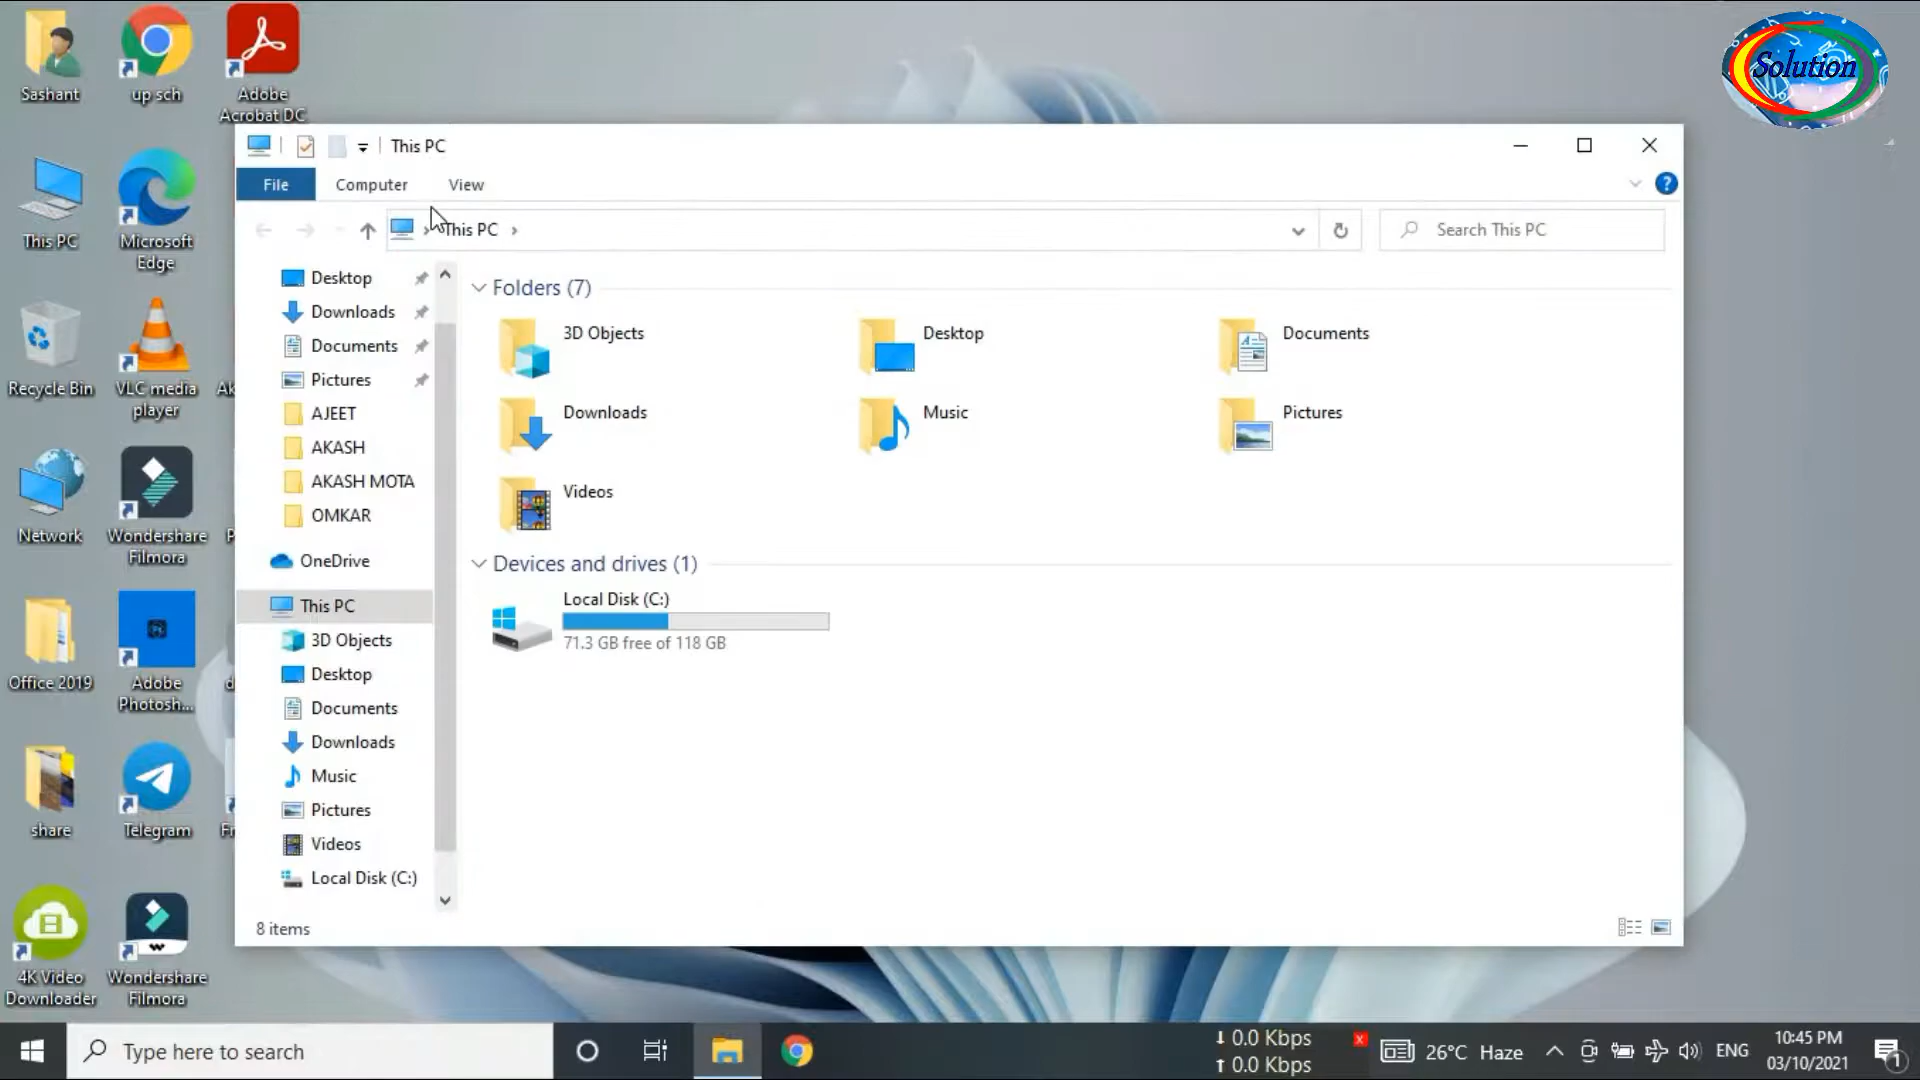 Sashant
up sch
Adobe
Acrobat DC
Solution
This PC
File
Computer
View
This PC
Search This PC
This PC
Microsoft
Edge
Recycle Bin
VLC media
player
Network
Wondershare
Filmora
Office 2019
Adobe
Photosh...
share
Telegram
4K Video
Downloader
Wondershare
Filmora
Desktop
Downloads
Documents
Pictures
AJEET
AKASH
AKASH MOTA
OMKAR
OneDrive
This PC
3D Objects
Desktop
Documents
Downloads
Music
Pictures
Videos
Local Disk (C:)
8 items
Folders (7)
3D Objects
Desktop
Documents
Downloads
Music
Pictures
Videos
Devices and drives (1)
Local Disk (C:)
71.3 GB free of 118 GB
Type here to search
0.0 Kbps
0.0 Kbps
26°C Haze
ENG
10:45 PM
03/10/2021
1